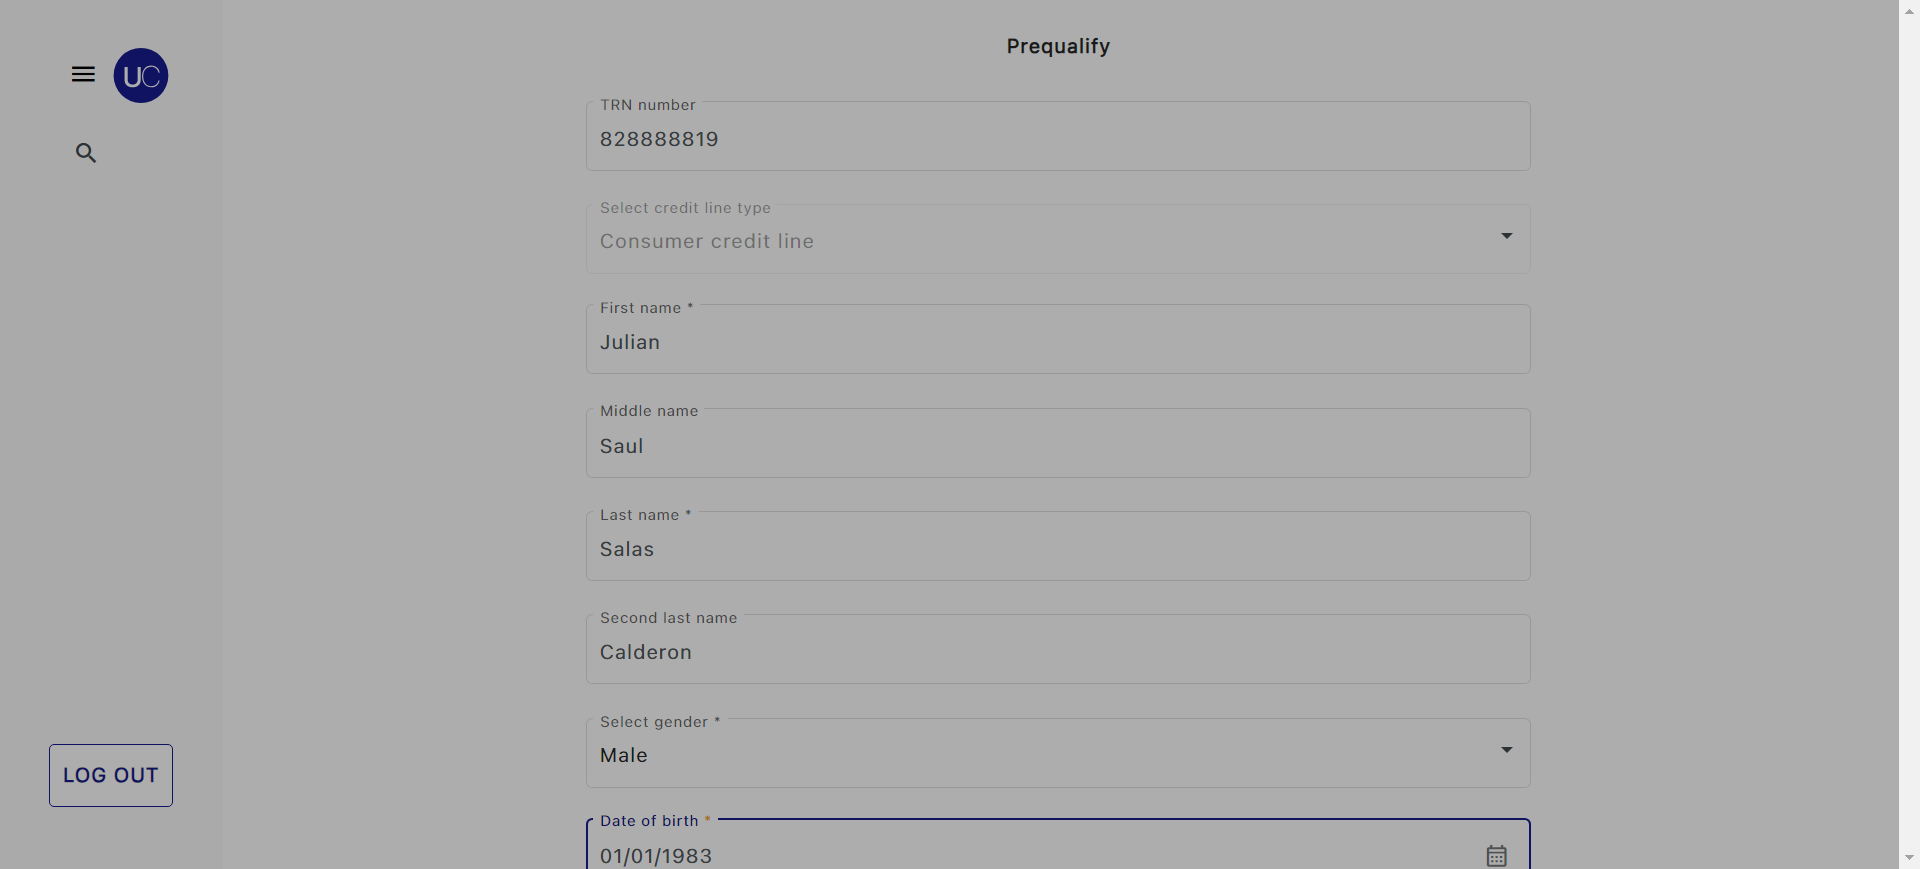 UC
Prequalify
TRN number
828888819
Select credit line type
Consumer credit line
First name *
Julian
Middle name
Saul
Last name *
Salas
Second last name
Calderon
Select gender *
Male
Date of birth *
01/01/1983
LOG OUT